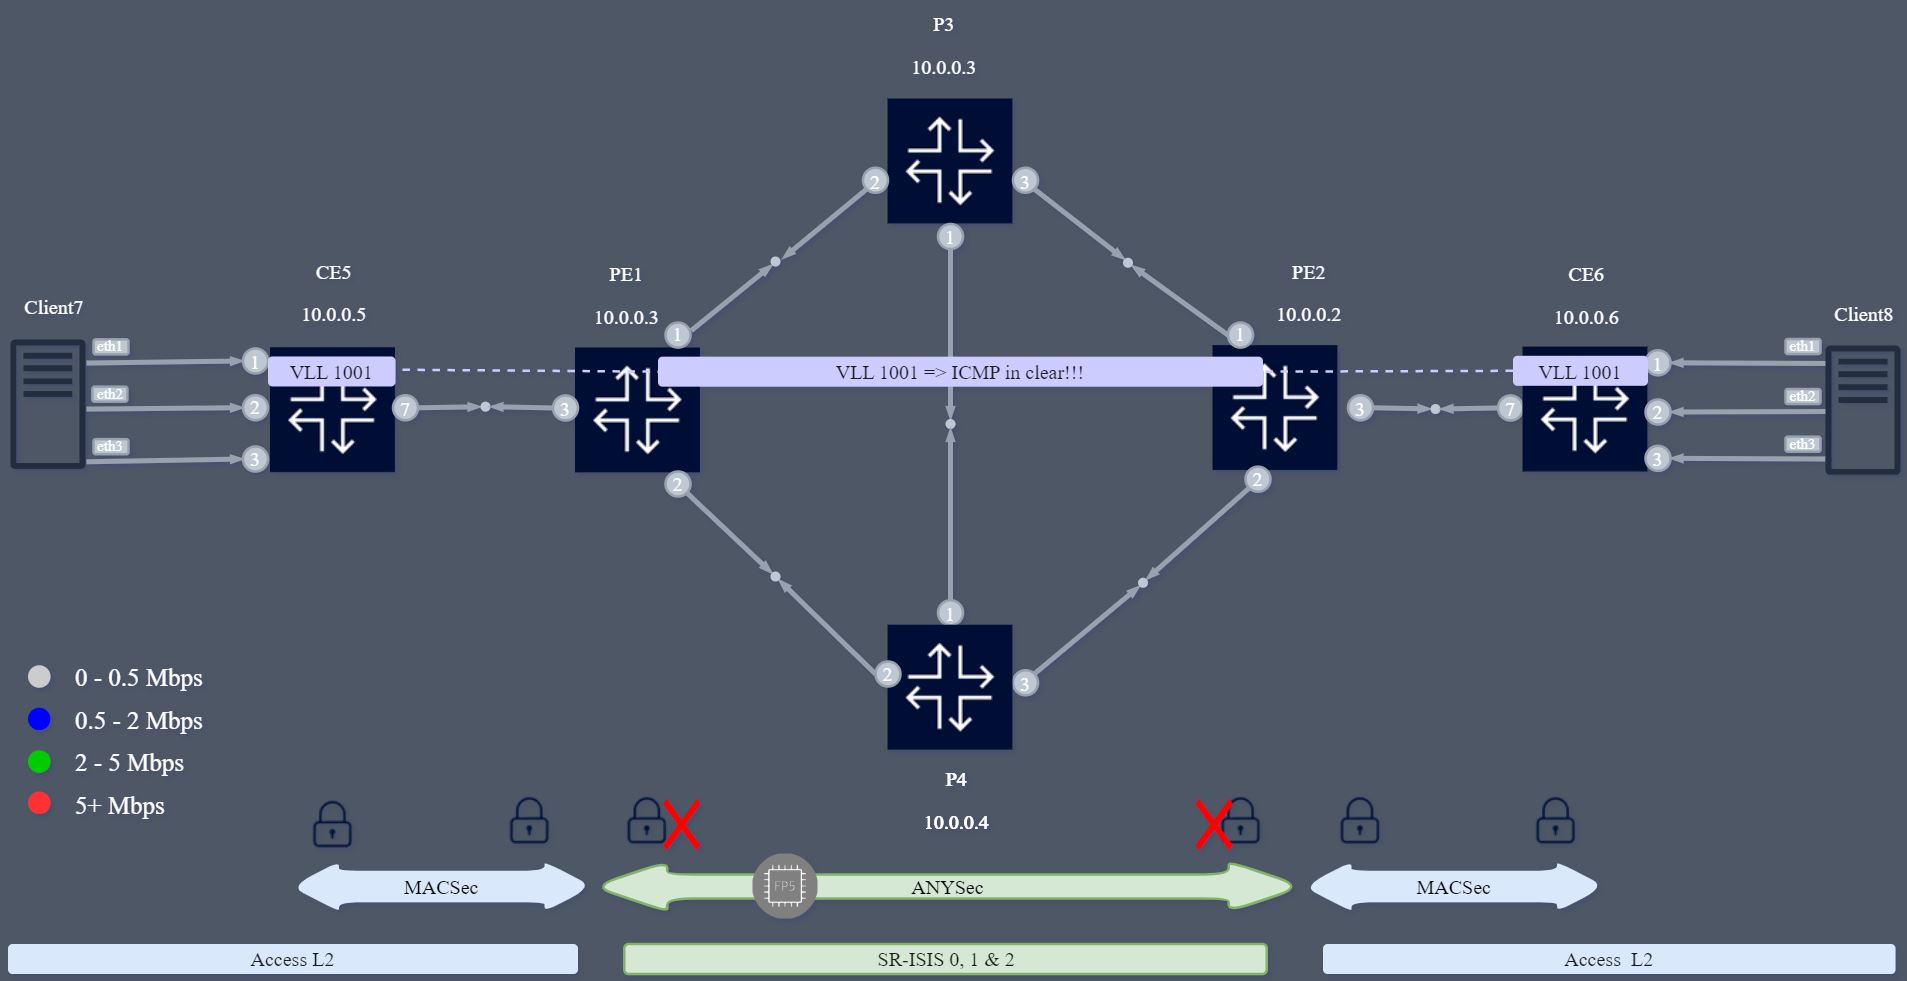 P3
10.0.0.3
2
3
1
CE5
10.0.0.5
PE1
10.0.0.3
PE2
10.0.0.2
CE6
10.0.0.6
Client7
Client8
eth1
eth2
eth3
1
2
3
VLL 1001
7
3
1
2
VLL 1001 => ICMP in clear!!!
1
2
3
7
VLL 1001
1
2
3
eth1
eth2
eth3
1
2
3
P4
10.0.0.4
0 - 0.5 Mbps
0.5 - 2 Mbps
2 - 5 Mbps
5+ Mbps
MACSec
FP5
ANYSec
MACSec
Access L2
SR-ISIS 0, 1 & 2
Access L2